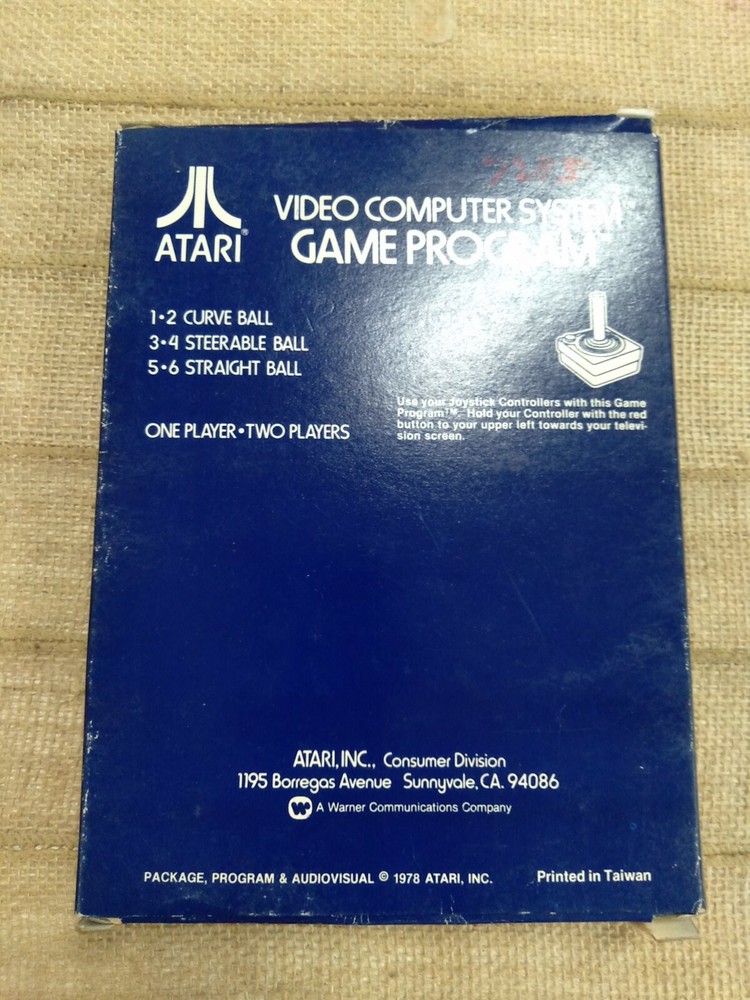 ATARI®
VIDEO COMPUTER SYSTEM™
GAME PROGRAM™
1•2 CURVE BALL
3•4 STEERABLE BALL
5•6 STRAIGHT BALL
ONE PLAYER•TWO PLAYERS
Use your Joystick Controllers with this Game
Program™. Hold your Controller with the red
button to your upper left towards your televi-
sion screen.
ATARI, INC., Consumer Division
1195 Borregas Avenue Sunnyvale, CA. 94086
A Warner Communications Company
PACKAGE, PROGRAM & AUDIOVISUAL © 1978 ATARI, INC.
Printed in Taiwan